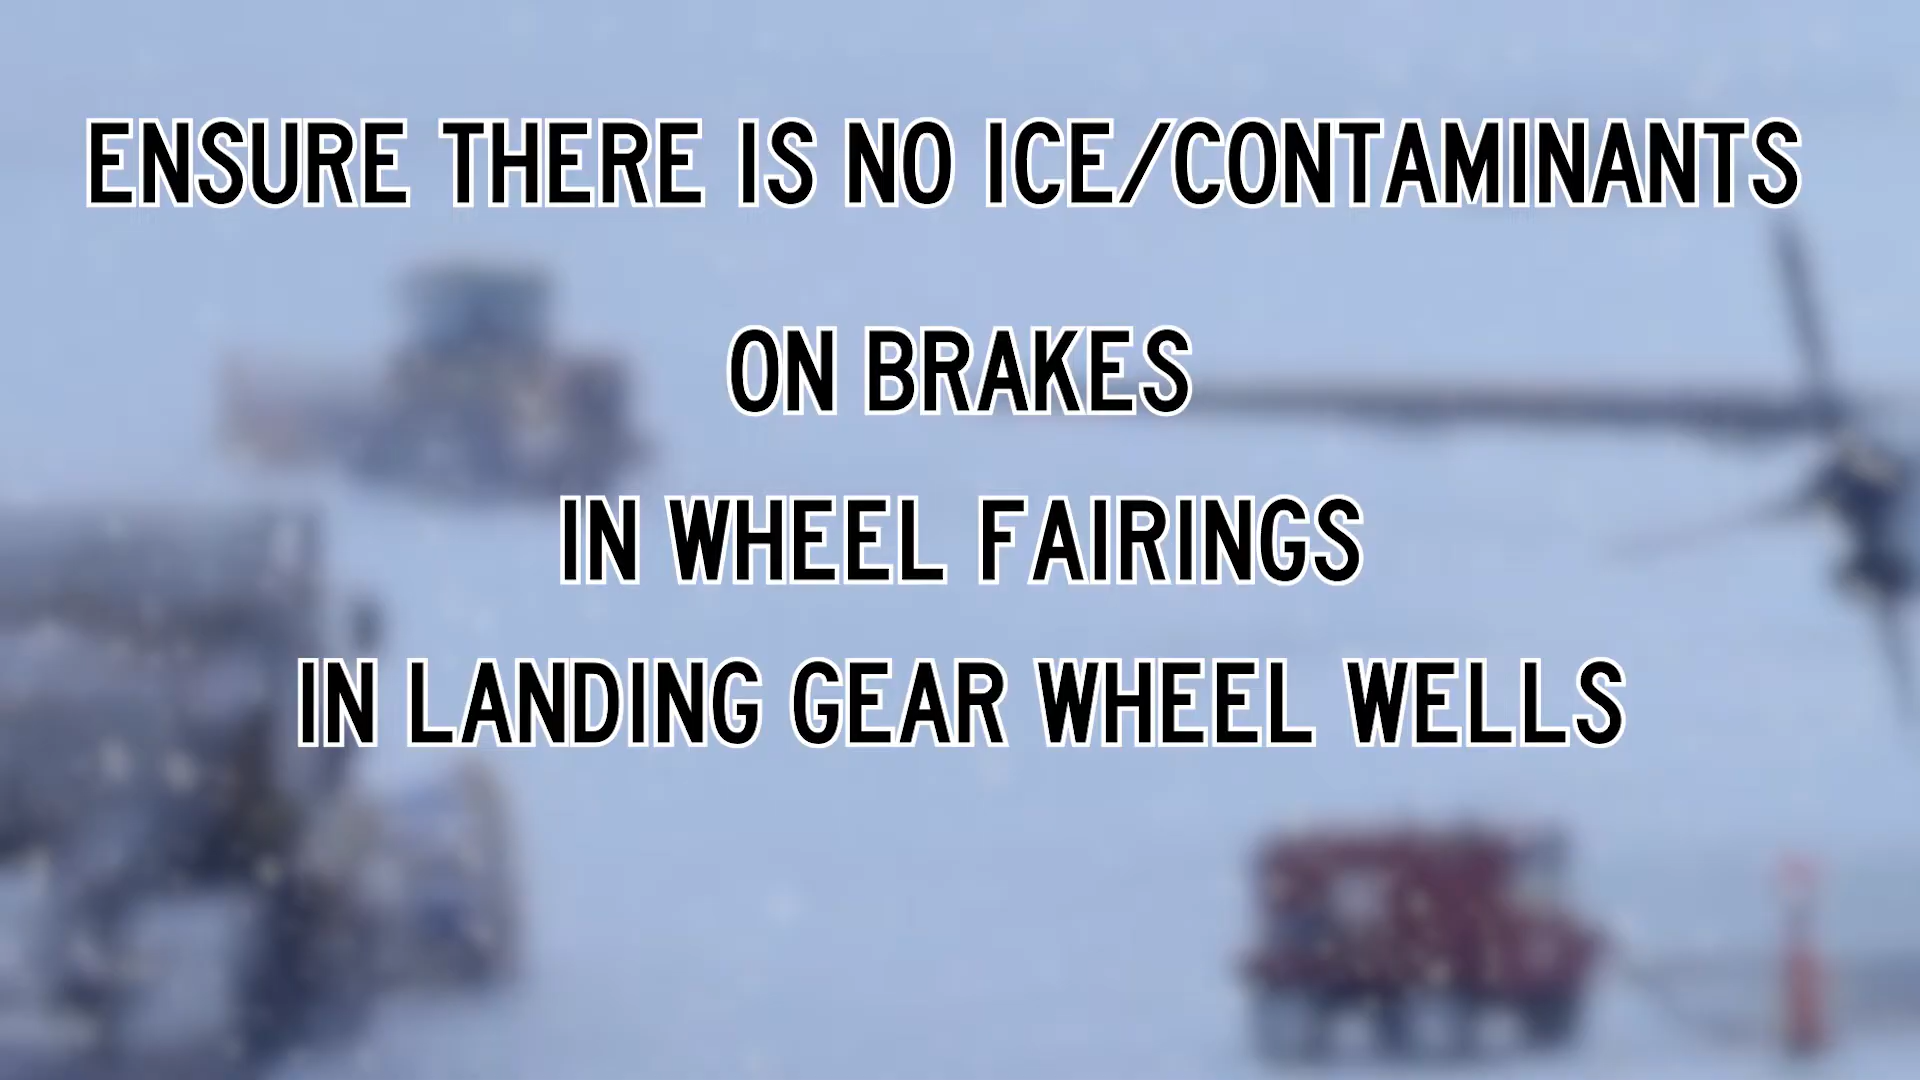 ENSURE THERE IS NO ICE/CONTAMINANTS
ON BRAKES
IN WHEEL FAIRINGS
IN LANDING GEAR WHEEL WELLS